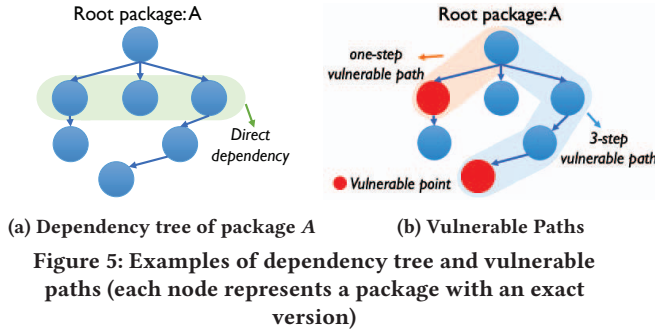 Root package: A
Direct
dependency
(a) Dependency tree of package A
Root package: A
one-step
vulnerable path
3-step
vulnerable path
Vulnerable point
(b) Vulnerable Paths
Figure 5: Examples of dependency tree and vulnerable
paths (each node represents a package with an exact
version)